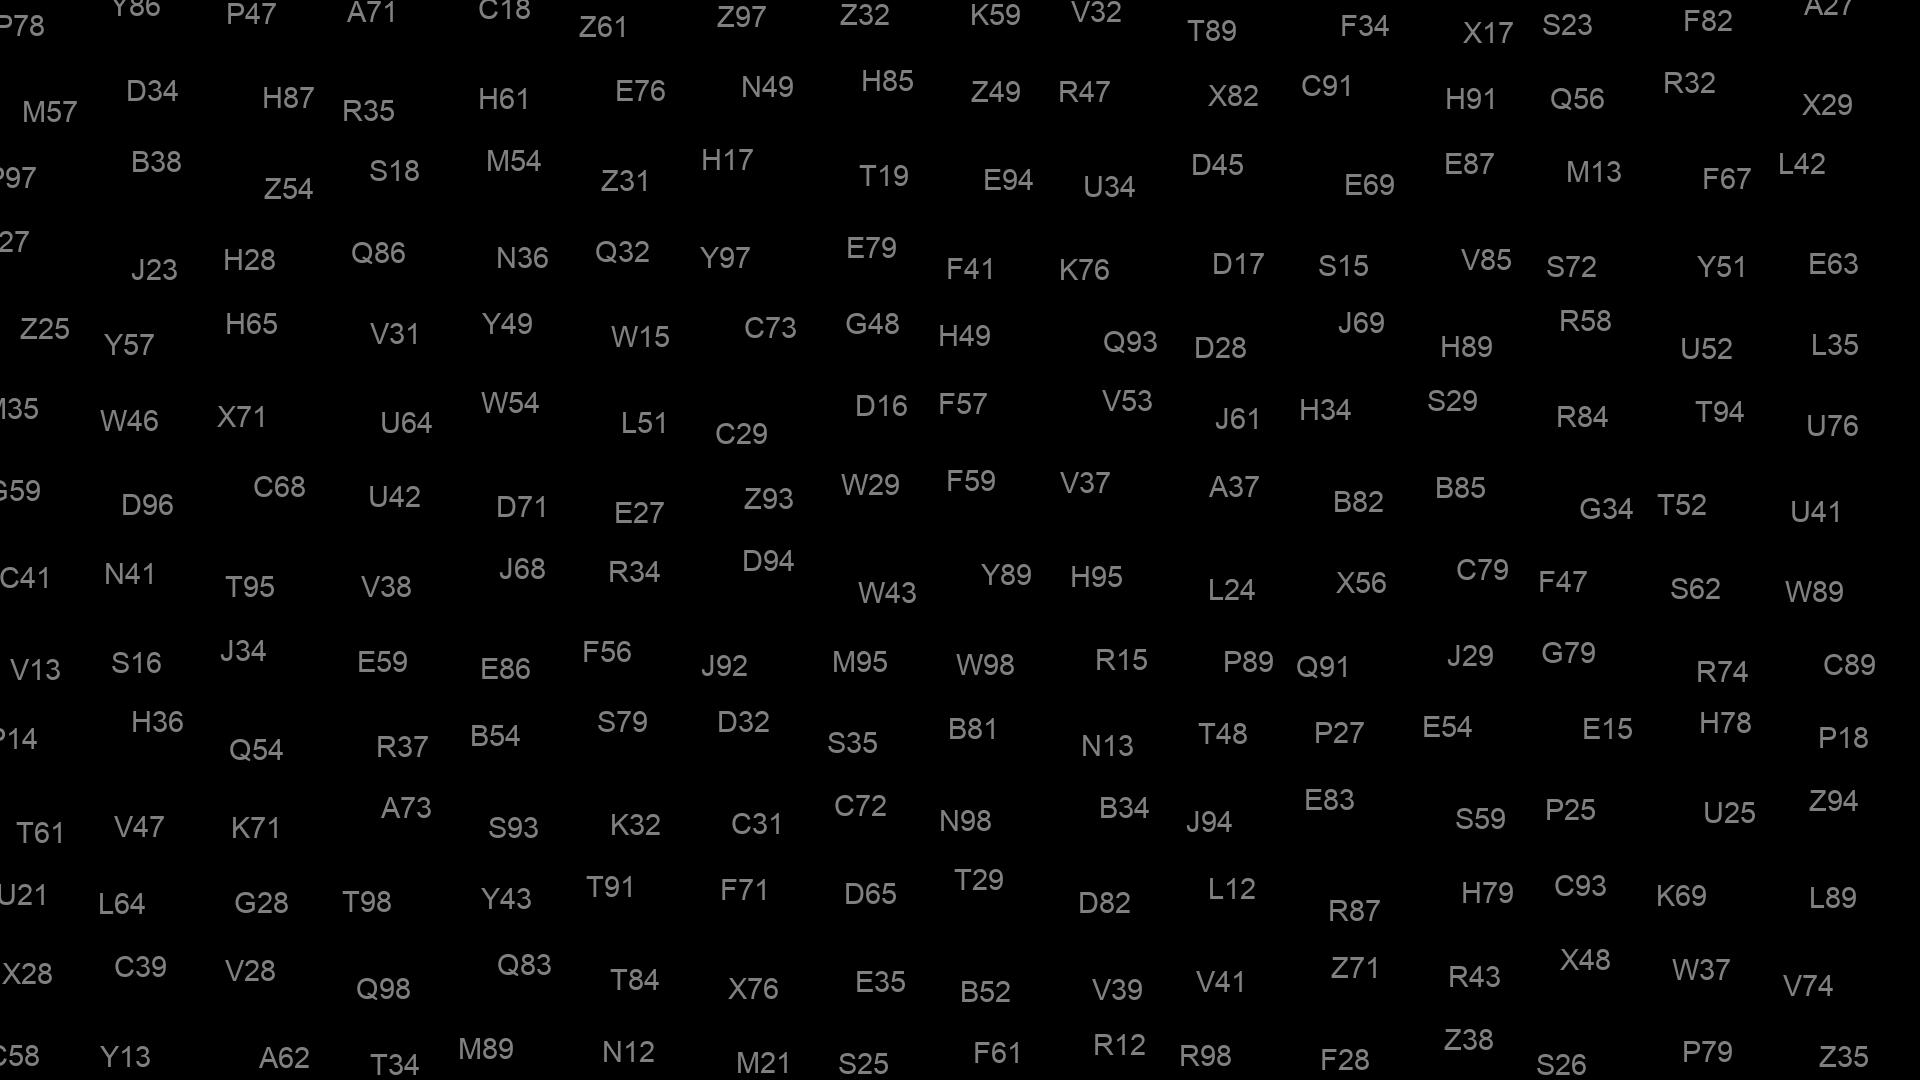 P78 Y86 P47 A71 C18 Z61 Z97 Z32 K59 V32 T89 F34 X17 S23 F82 A27
M57 D34 H87 R35 H61 E76 N49 H85 Z49 R47 X82 C91 H91 Q56 R32 X29
P97 B38 Z54 S18 M54 Z31 H17 T19 E94 U34 D45 E69 E87 M13 F67 L42
27 J23 H28 Q86 N36 Q32 Y97 E79 F41 K76 D17 S15 V85 S72 Y51 E63
Z25 Y57 H65 V31 Y49 W15 C73 G48 H49 Q93 D28 J69 H89 R58 U52 L35
M35 W46 X71 U64 W54 L51 C29 D16 F57 V53 J61 H34 S29 R84 T94 U76
G59 D96 C68 U42 D71 E27 Z93 W29 F59 V37 A37 B82 B85 G34 T52 U41
C41 N41 T95 V38 J68 R34 D94 W43 Y89 H95 L24 X56 C79 F47 S62 W89
V13 S16 J34 E59 E86 F56 J92 M95 W98 R15 P89 Q91 J29 G79 R74 C89
P14 H36 Q54 R37 B54 S79 D32 S35 B81 N13 T48 P27 E54 E15 H78 P18
T61 V47 K71 A73 S93 K32 C31 C72 N98 B34 J94 E83 S59 P25 U25 Z94
U21 L64 G28 T98 Y43 T91 F71 D65 T29 D82 L12 R87 H79 C93 K69 L89
X28 C39 V28 Q98 Q83 T84 X76 E35 B52 V39 V41 Z71 R43 X48 W37 V74
C58 Y13 A62 T34 M89 N12 M21 S25 F61 R12 R98 F28 Z38 S26 P79 Z35